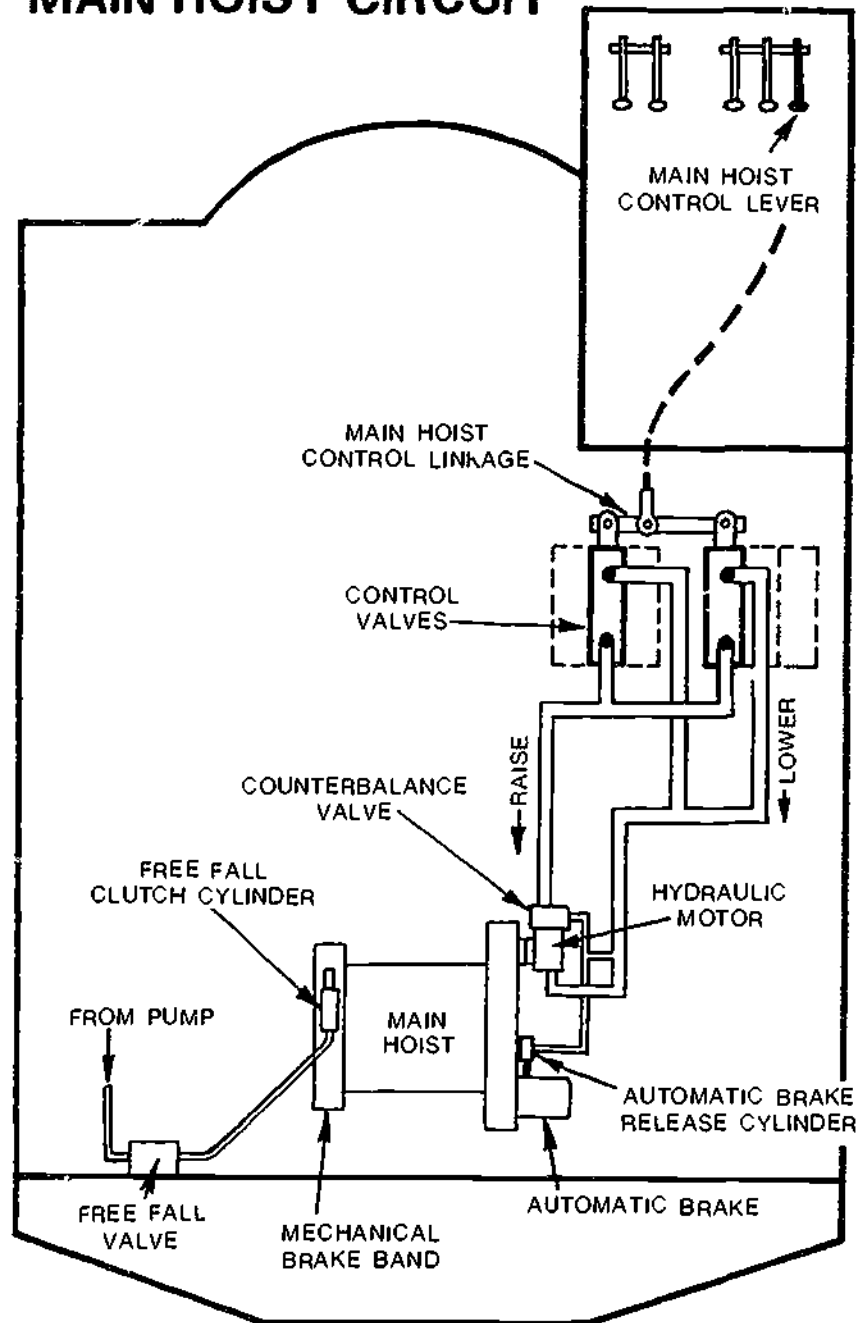 MAIN HOIST CIRCUIT
MAIN HOIST
CONTROL LEVER
MAIN HOIST
CONTROL LINKAGE
CONTROL
VALVES
RAISE
LOWER
COUNTERBALANCE
VALVE
FREE FALL
CLUTCH CYLINDER
HYDRAULIC
MOTOR
FROM PUMP
MAIN
HOIST
AUTOMATIC BRAKE
RELEASE CYLINDER
FREE FALL
VALVE
MECHANICAL
BRAKE BAND
AUTOMATIC BRAKE